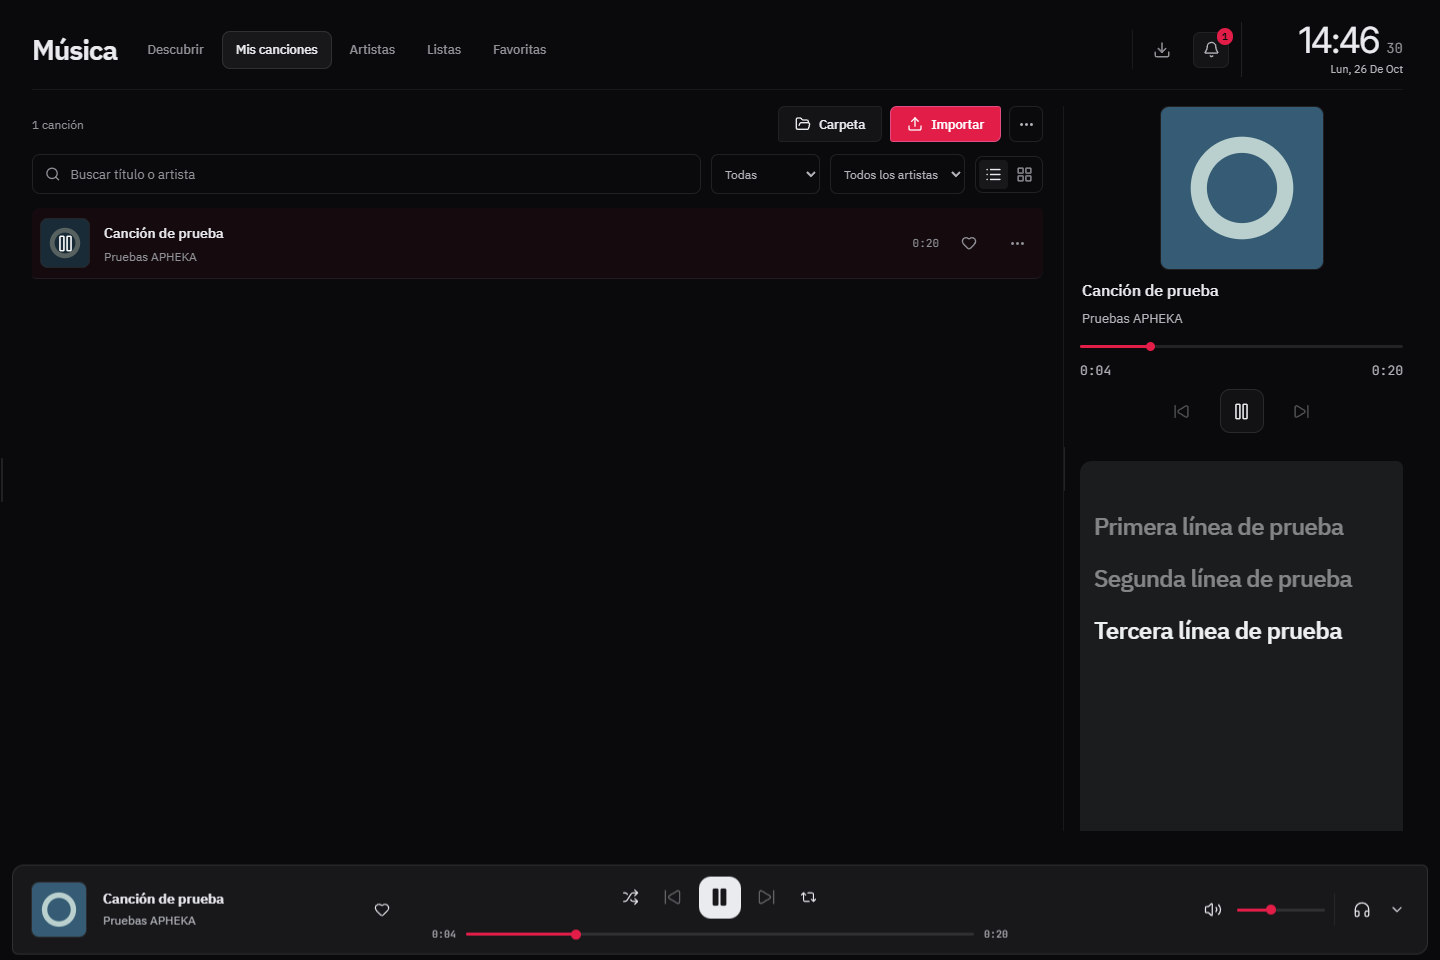 Música
Descubrir
Mis canciones
Artistas
Listas
Favoritas
1
14:46 30
Lun, 26 De Oct
1 canción
Carpeta
Importar
Buscar título o artista
Todas
Todos los artistas
Canción de prueba
Pruebas APHEKA
0:20
Canción de prueba
Pruebas APHEKA
0:04
0:20
Primera línea de prueba
Segunda línea de prueba
Tercera línea de prueba
Canción de prueba
Pruebas APHEKA
0:04
0:20